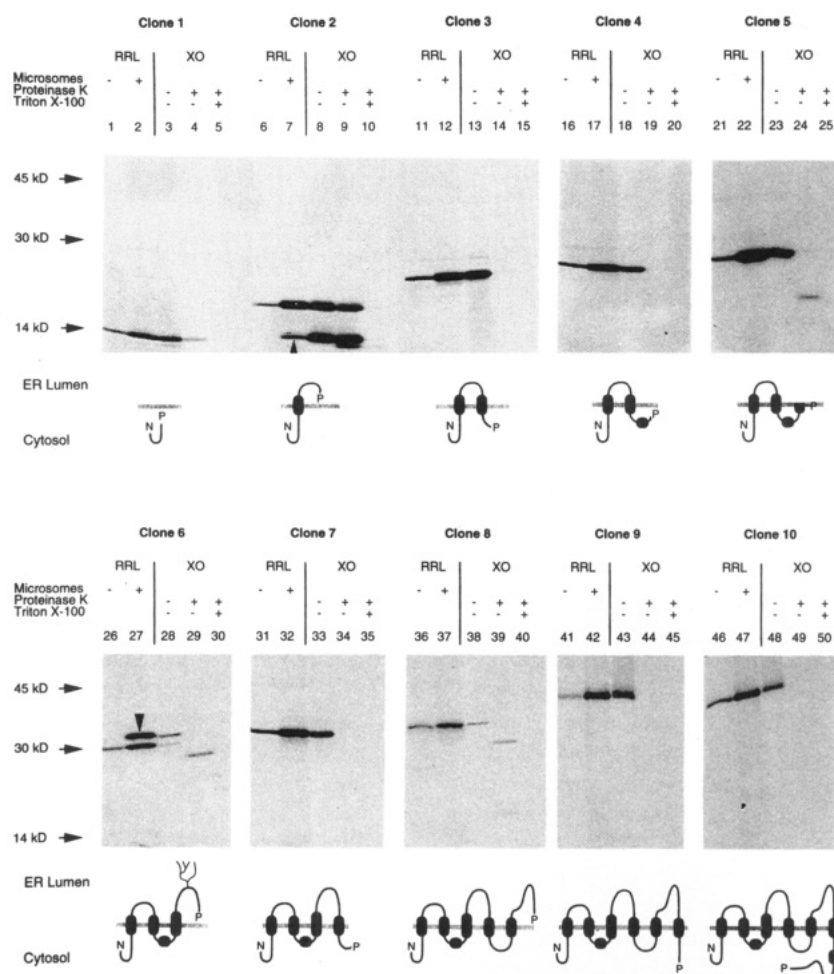 Clone 1 Clone 2 Clone 3 Clone 4 Clone 5
RRL XO RRL XO RRL XO RRL XO RRL XO
Microsomes - + - + - + - + - +
Proteinase K - + + - + + - + + - + + - + +
Triton X-100 - - + - - + - - + - - + - - +
1 2 3 4 5 6 7 8 9 10 11 12 13 14 15 16 17 18 19 20 21 22 23 24 25
45 kD
30 kD
14 kD
ER Lumen
P P P P P
N N N N N
Cytosol
Clone 6 Clone 7 Clone 8 Clone 9 Clone 10
RRL XO RRL XO RRL XO RRL XO RRL XO
Microsomes - + - + - + - + - +
Proteinase K - + + - + + - + + - + + - + +
Triton X-100 - - + - - + - - + - - + - - +
26 27 28 29 30 31 32 33 34 35 36 37 38 39 40 41 42 43 44 45 46 47 48 49 50
45 kD
30 kD
14 kD
ER Lumen
P P P P P
N N N N N
Cytosol